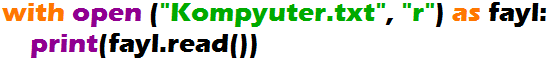 with open ("Kompyuter.txt", "r") as fayl:
print(fayl.read())